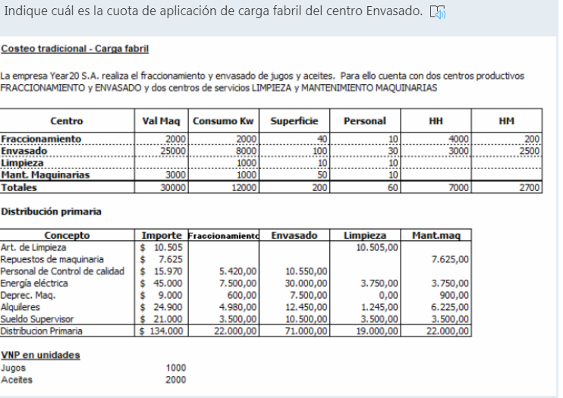 Indique cuál es la cuota de aplicación de carga fabril del centro Envasado.
Costeo tradicional - Carga fabril
La empresa Year20 S.A. realiza el fraccionamiento y envasado de jugos y aceites. Para ello cuenta con dos centros productivos
FRACCIONAMIENTO y ENVASADO y dos centros de servicios LIMPIEZA y MANTENIMIENTO MAQUINARIAS
Centro Val Maq Consumo Kw Superficie Personal HH HM
Fraccionamiento 2000 2000 40 10 4000 200
Envasado 25000 8000 100 30 3000 2500
Limpieza 1000 10 10
Mant. Maquinarias 3000 1000 50 10
Totales 30000 12000 200 60 7000 2700
Distribución primaria
Concepto Importe Fraccionamiento Envasado Limpieza Mant.maq
Art. de Limpieza $ 10.505 10.505,00
Repuestos de maquinaria $ 7.625 7.625,00
Personal de Control de calidad $ 15.970 5.420,00 10.550,00
Energía eléctrica $ 45.000 7.500,00 30.000,00 3.750,00 3.750,00
Deprec. Maq. $ 9.000 600,00 7.500,00 0,00 900,00
Alquileres $ 24.900 4.980,00 12.450,00 1.245,00 6.225,00
Sueldo Supervisor $ 21.000 3.500,00 10.500,00 3.500,00 3.500,00
Distribucion Primaria $ 134.000 22.000,00 71.000,00 19.000,00 22.000,00
VNP en unidades
Jugos 1000
Aceites 2000